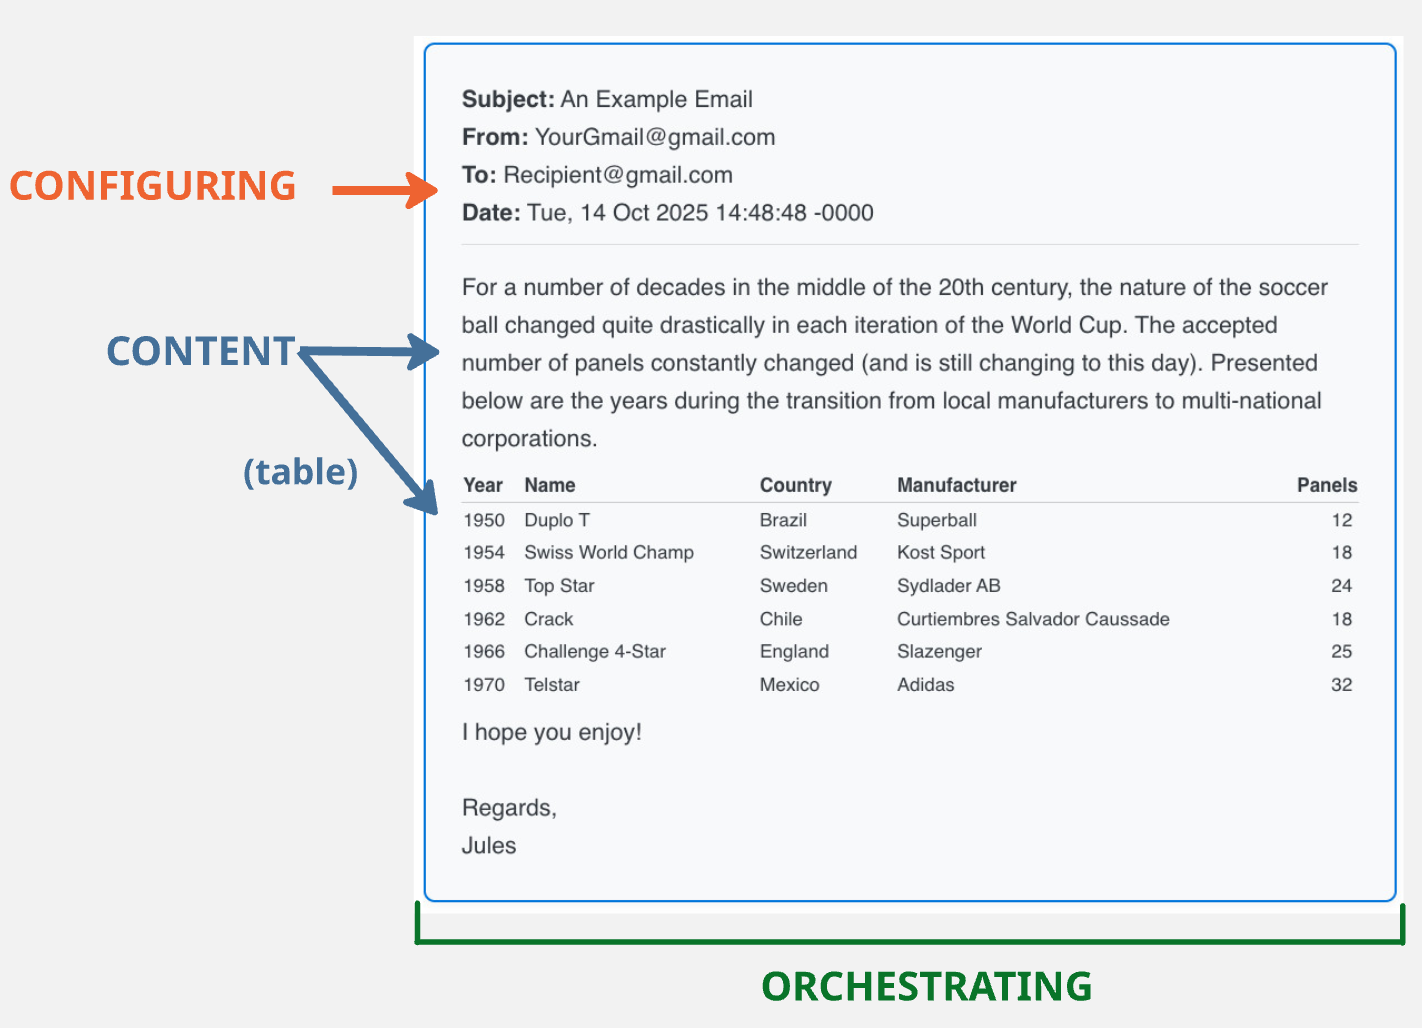 Subject: An Example Email
From: YourGmail@gmail.com
CONFIGURING
To: Recipient@gmail.com
Date: Tue, 14 Oct 2025 14:48:48 -0000
For a number of decades in the middle of the 20th century, the nature of the soccer
ball changed quite drastically in each iteration of the World Cup. The accepted
CONTENT
number of panels constantly changed (and is still changing to this day). Presented
below are the years during the transition from local manufacturers to multi-national
corporations.
(table)
Year Name Country Manufacturer Panels
1950 Duplo T Brazil Superball 12
1954 Swiss World Champ Switzerland Kost Sport 18
1958 Top Star Sweden Sydlader AB 24
1962 Crack Chile Curtiembres Salvador Caussade 18
1966 Challenge 4-Star England Slazenger 25
1970 Telstar Mexico Adidas 32
I hope you enjoy!
Regards,
Jules
ORCHESTRATING